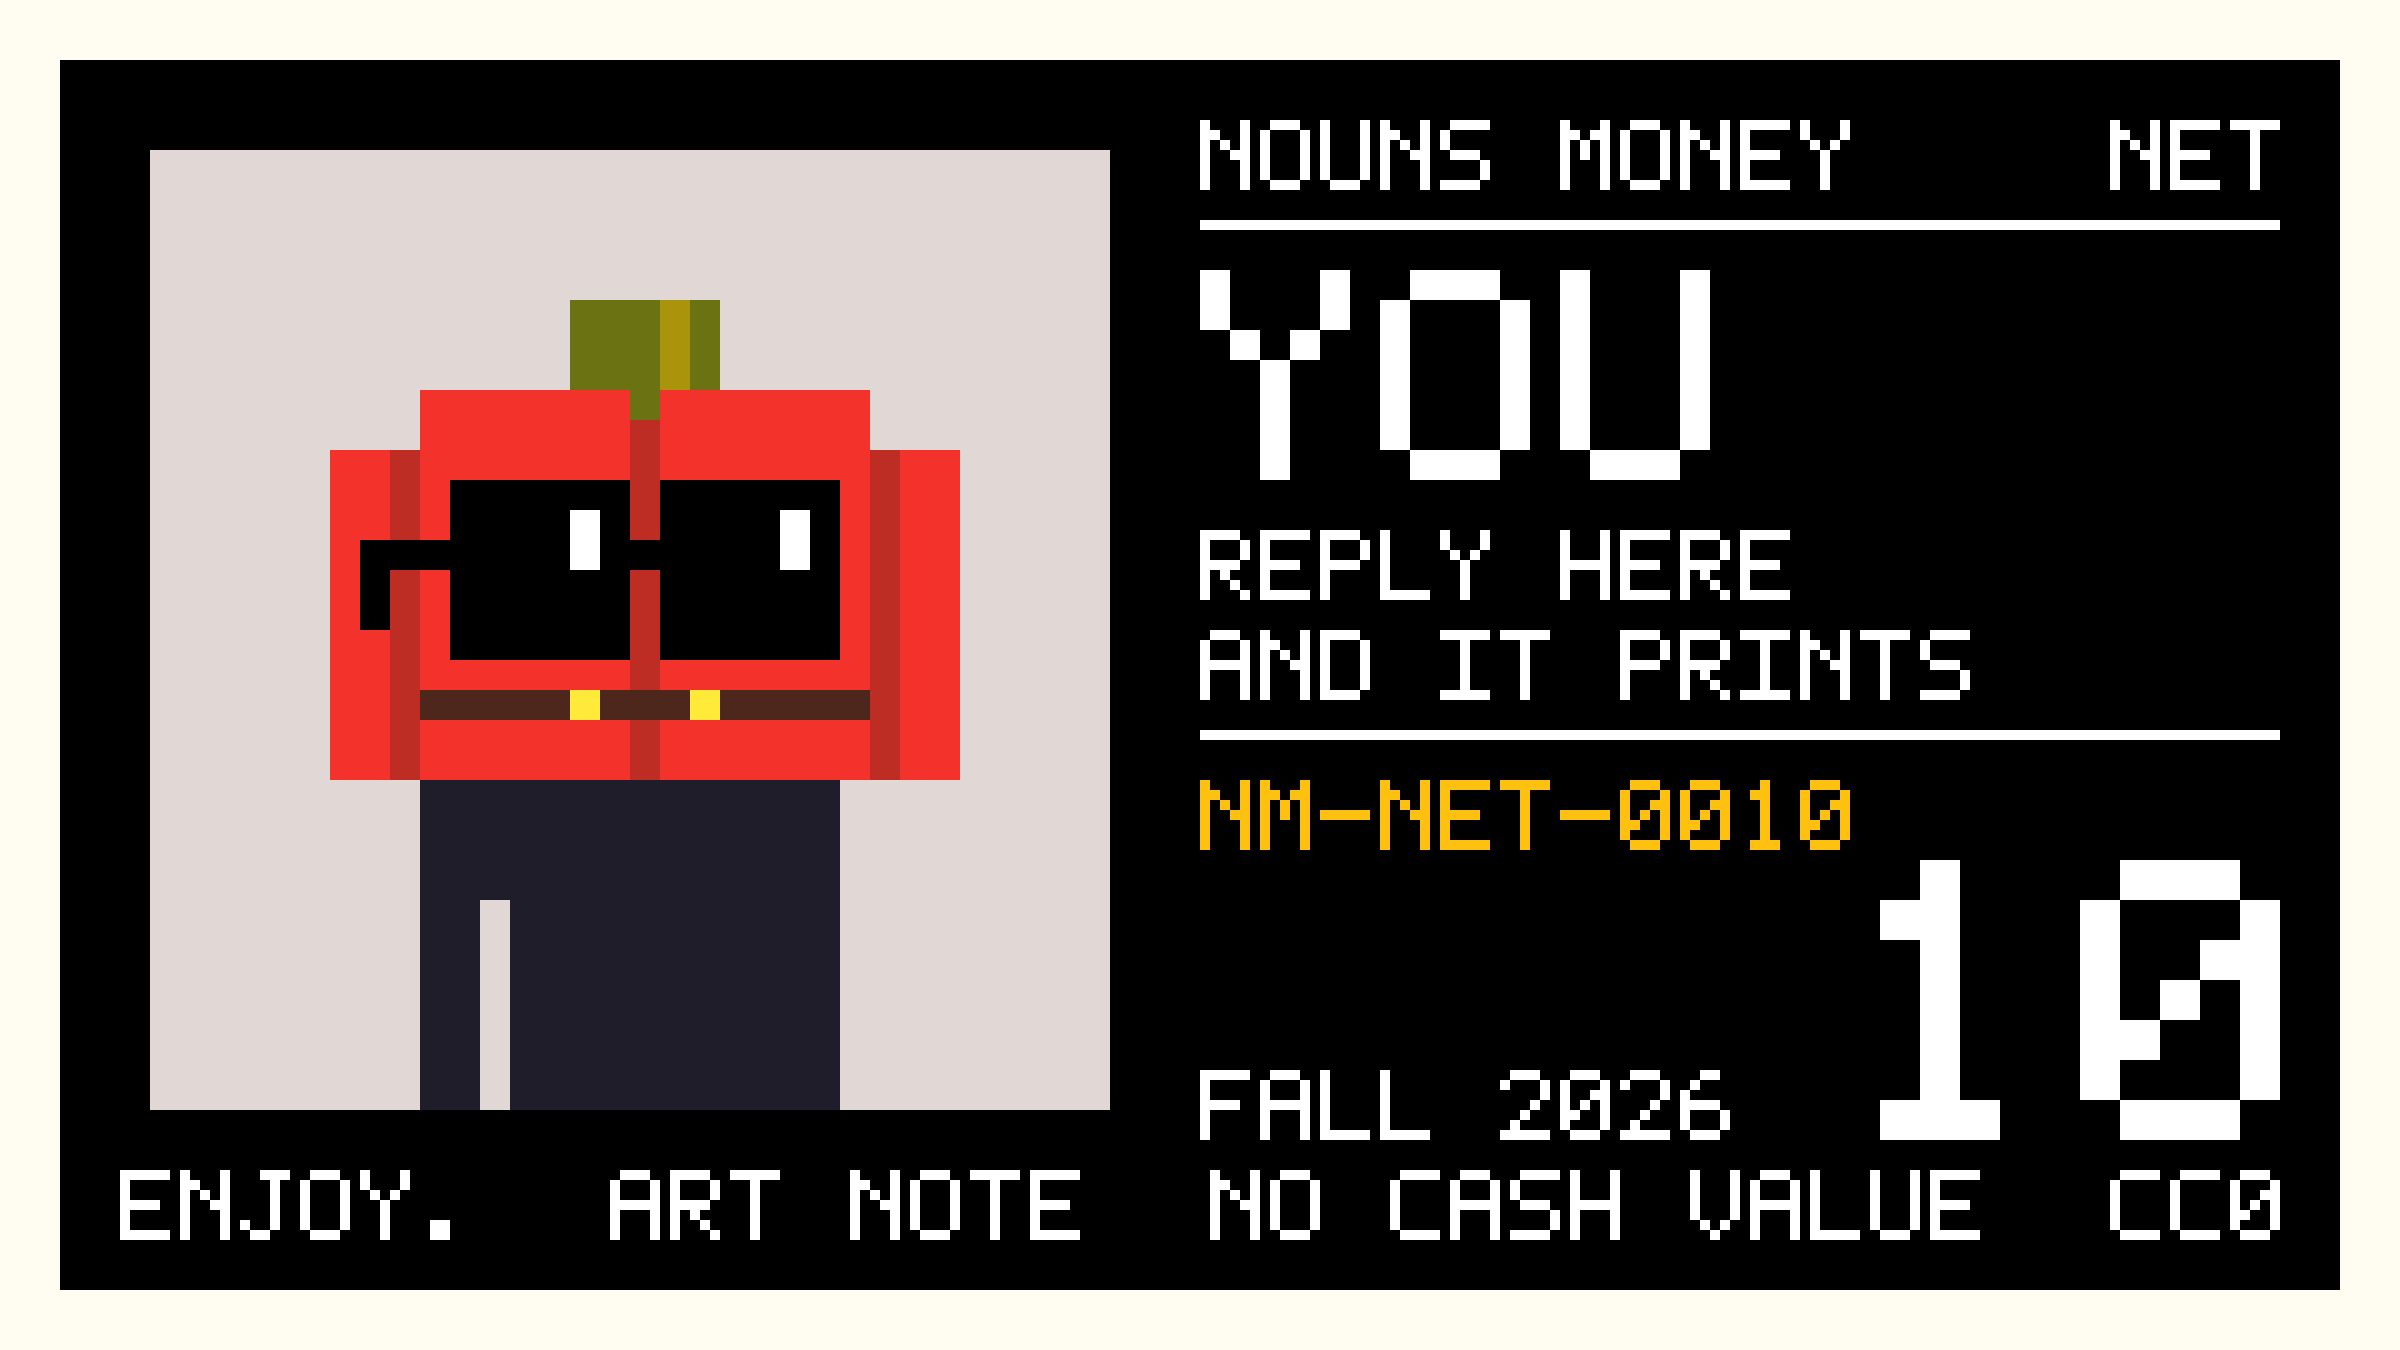 NOUNS MONEY NET
YOU
REPLY HERE
AND IT PRINTS
NM-NET-0010
10
FALL 2026
ENJOY. ART NOTE NO CASH VALUE CC0